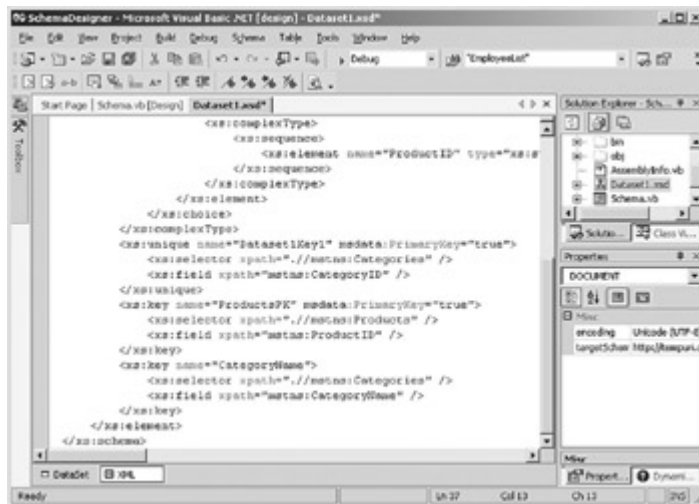 SchemaDesigner - Microsoft Visual Basic .NET [design] - Dataset1.xsd*
File Edit View Project Build Debug Schema Table Tools Window Help
Debug "EmployeeList"
Start Page | Schema.vb [Design] Dataset1.xsd*
Toolbox
<xs:complexType>
<xs:sequence>
<xs:element name="ProductID" type="xs:s
</xs:sequence>
</xs:complexType>
</xs:element>
</xs:choice>
</xs:complexType>
<xs:unique name="Dataset1Key1" msdata:PrimaryKey="true">
<xs:selector xpath=".//mstns:Categories" />
<xs:field xpath="mstns:CategoryID" />
</xs:unique>
<xs:key name="ProductsPK" msdata:PrimaryKey="true">
<xs:selector xpath=".//mstns:Products" />
<xs:field xpath="mstns:ProductID" />
</xs:key>
<xs:key name="CategoryName">
<xs:selector xpath=".//mstns:Categories" />
<xs:field xpath="mstns:CategoryName" />
</xs:key>
</xs:element>
</xs:schema>
DataSet XML
Solution Explorer - Sch...
bin
obj
AssemblyInfo.vb
Dataset1.xsd
Schema.vb
Solutio... Class Vi...
Properties
DOCUMENT
Misc
encoding Unicode (UTF-8
targetSchem http://tempuri.o
Misc
Propert... Dynami...
Ready Ln 37 Col 13 Ch 13 INS